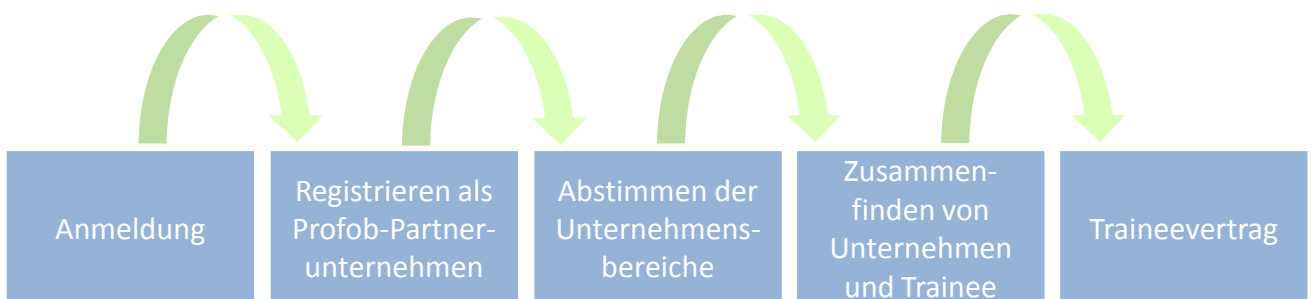 Anmeldung
Registrieren als
Profob-Partner-
unternehmen
Abstimmen der
Unternehmens-
bereiche
Zusammen-
finden von
Unternehmen
und Trainee
Traineevertrag